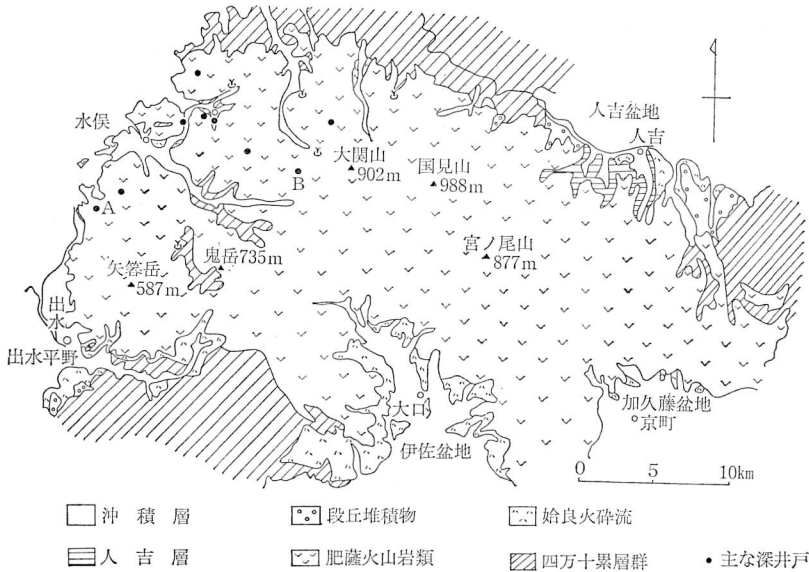 水俣
人吉盆地
人吉
大関山
902m
国見山
988m
B
A
宮ノ尾山
877m
鬼岳735m
矢筈岳
587m
出水
出水平野
大口
伊佐盆地
加久藤盆地
京町
0 5 10km
沖積層
段丘堆積物
姶良火砕流
人吉層
肥薩火山岩類
四万十累層群
主な深井戸